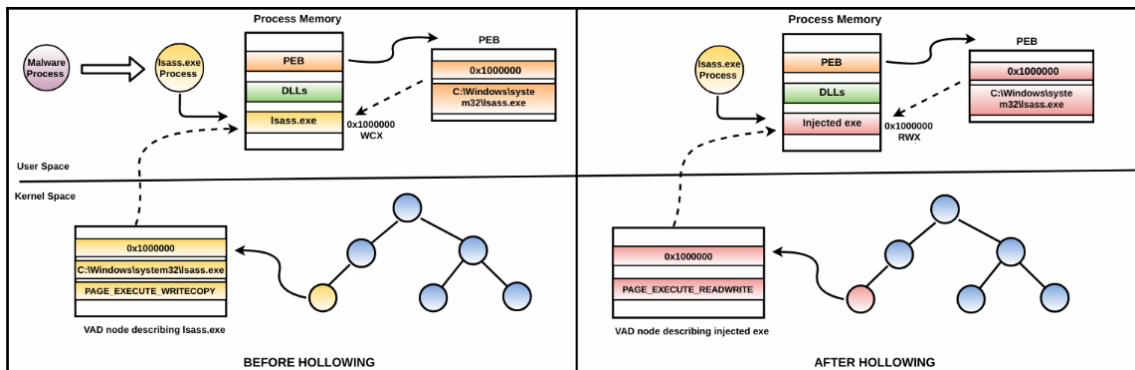 Process Memory
PEB
Malware
Process
lsass.exe
Process
PEB
DLLs
lsass.exe
0x1000000
C:\Windows\syste
m32\lsass.exe
0x1000000
WCX
User Space
Kernel Space
0x1000000
C:\Windows\system32\lsass.exe
PAGE_EXECUTE_WRITECOPY
VAD node describing lsass.exe
BEFORE HOLLOWING
Process Memory
PEB
lsass.exe
Process
PEB
DLLs
Injected exe
0x1000000
C:\Windows\syste
m32\lsass.exe
0x1000000
RWX
0x1000000
PAGE_EXECUTE_READWRITE
VAD node describing injected exe
AFTER HOLLOWING